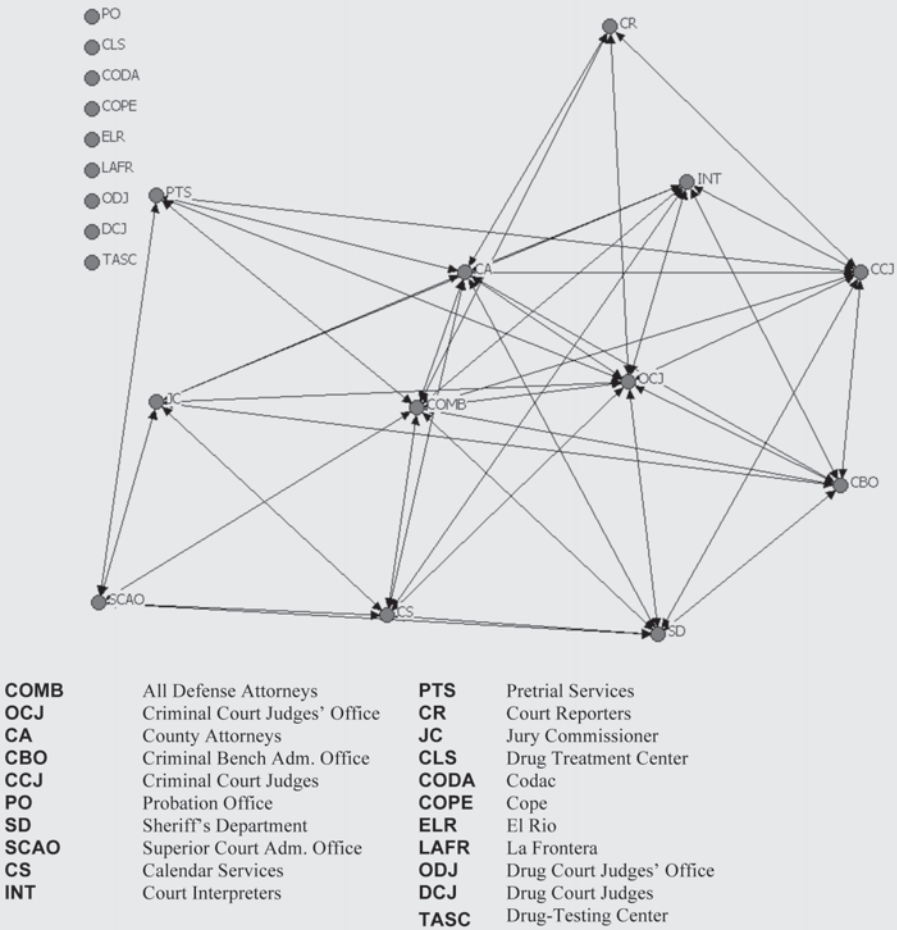 PO
CR
CLS
CODA
COPE
ELR
LAFR
INT
PTS
ODJ
DCJ
TASC
CA
CCJ
OCJ
JC
COMB
CBO
SCAO
CS
SD
COMB All Defense Attorneys PTS Pretrial Services
OCJ Criminal Court Judges' Office CR Court Reporters
CA County Attorneys JC Jury Commissioner
CBO Criminal Bench Adm. Office CLS Drug Treatment Center
CCJ Criminal Court Judges CODA Codac
PO Probation Office COPE Cope
SD Sheriff's Department ELR El Rio
SCAO Superior Court Adm. Office LAFR La Frontera
CS Calendar Services ODJ Drug Court Judges' Office
INT Court Interpreters DCJ Drug Court Judges
TASC Drug-Testing Center